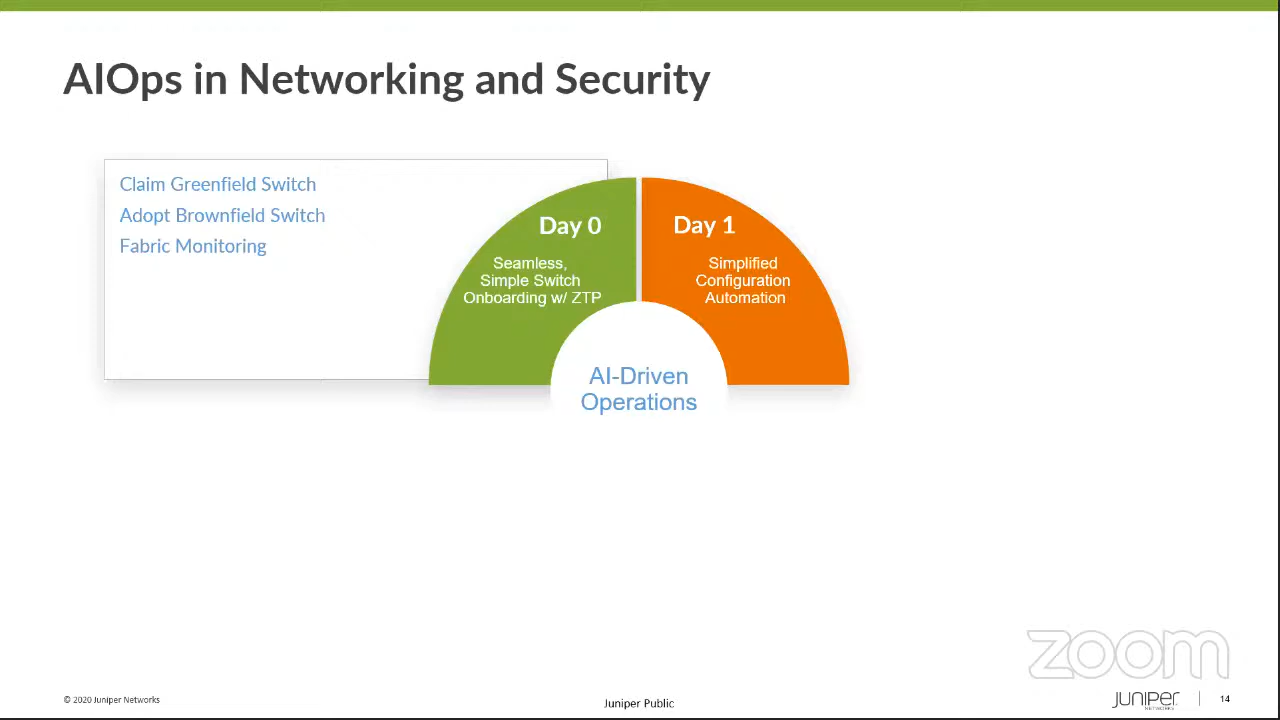 AIOps in Networking and Security
Claim Greenfield Switch
Adopt Brownfield Switch
Fabric Monitoring
Day 0
Seamless,
Simple Switch
Onboarding w/ ZTP
Day 1
Simplified
Configuration
Automation
AI-Driven
Operations
zoom
© 2020 Juniper Networks
Juniper Public
JUNIPER
NETWORKS
14